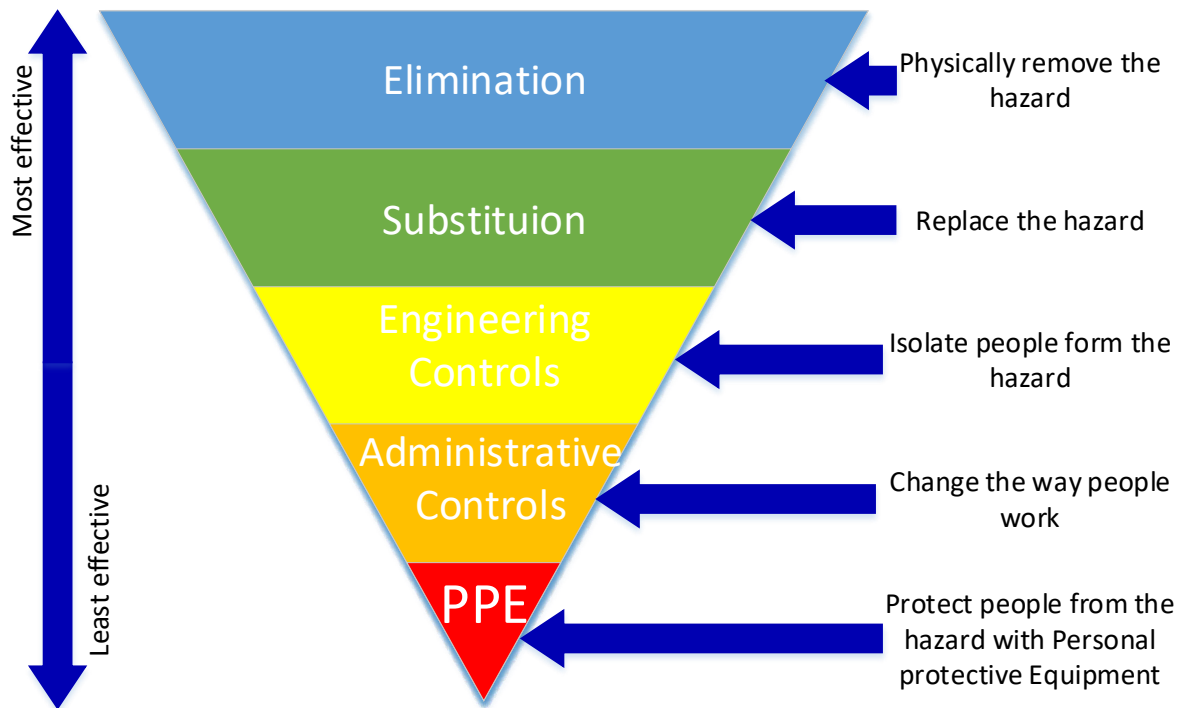 Most effective
Least effective
Elimination
Physically remove the
hazard
Substituion
Replace the hazard
Engineering
Controls
Isolate people form the
hazard
Administrative
Controls
Change the way people
work
PPE
Protect people from the
hazard with Personal
protective Equipment